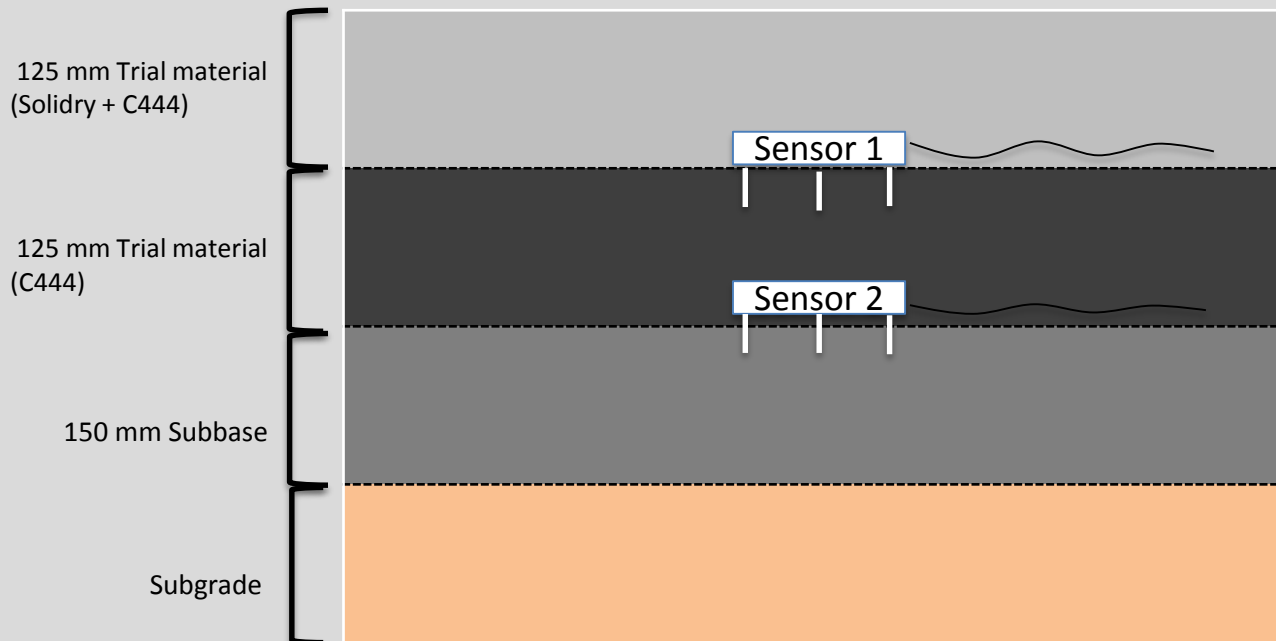 125 mm Trial material
(Solidry + C444)
Sensor 1
125 mm Trial material
(C444)
Sensor 2
150 mm Subbase
Subgrade